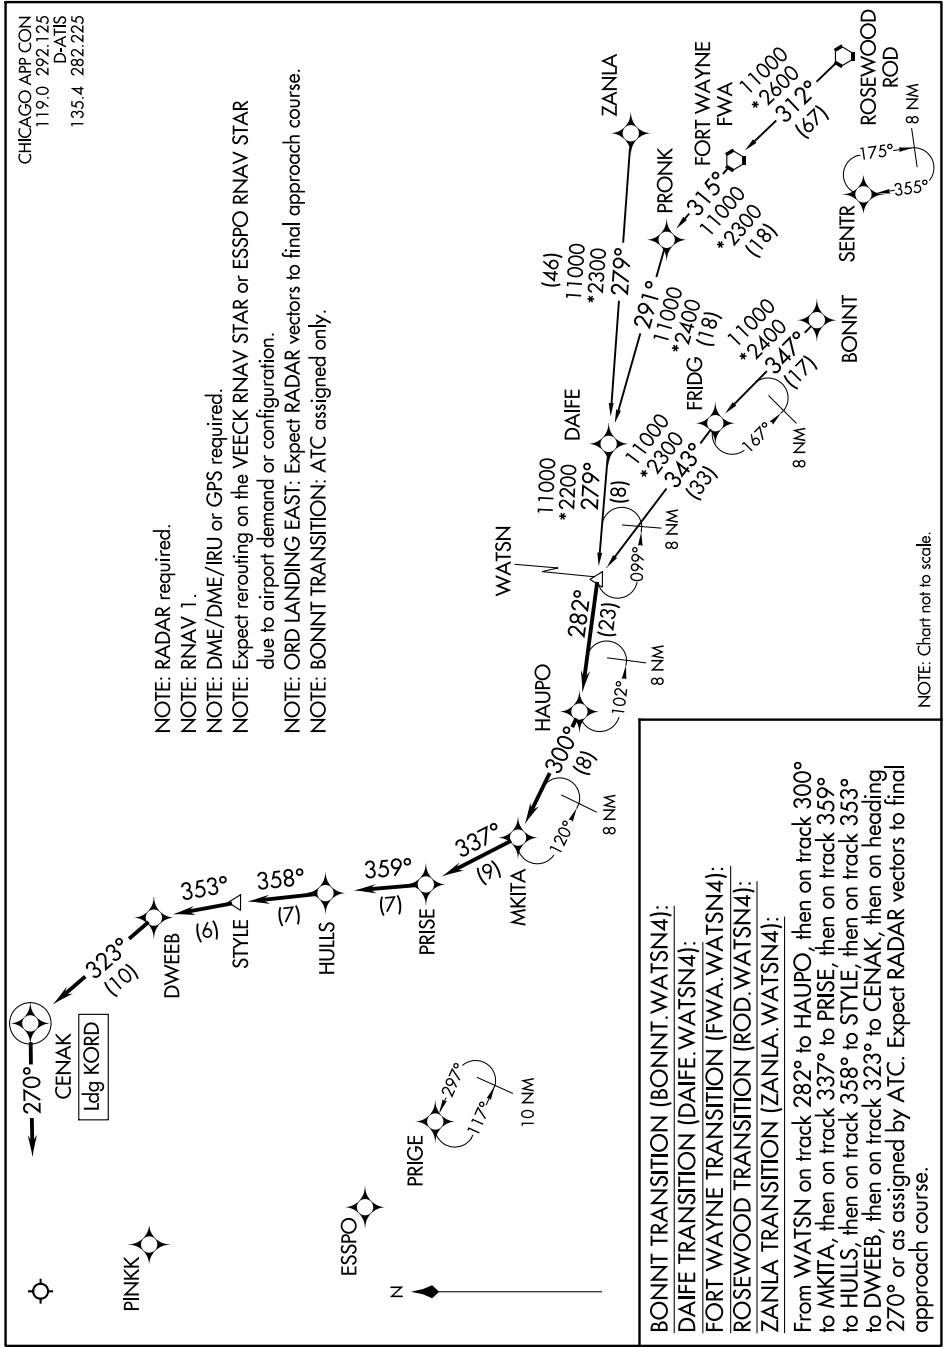 CHICAGO APP CON
119.0 292.125
D-ATIS
135.4 282.225
NOTE: RADAR required.
NOTE: RNAV 1.
NOTE: DME/DME/IRU or GPS required.
NOTE: Expect rerouting on the VEECK RNAV STAR or ESSPO RNAV STAR
due to airport demand or configuration.
NOTE: ORD LANDING EAST: Expect RADAR vectors to final approach course.
NOTE: BONNT TRANSITION: ATC assigned only.
270°
CENAK
Ldg KORD
323°
(10)
DWEEB
353°
(6)
STYLE
358°
(7)
HULLS
359°
(7)
PRISE
337°
(9)
MKITA
120°
8 NM
300°
(8)
HAUPO
102°
8 NM
282°
(23)
WATSN
099°
8 NM
11000
*2200
279°
(8)
DAIFE
(46)
11000
*2300
279°
ZANLA
291°
11000
*2400
(18)
PRONK
315°
11000
*2300
(18)
FORT WAYNE
FWA
11000
*2600
312°
(67)
ROSEWOOD
ROD
11000
*2300
343°
(33)
FRIDG
167°
8 NM
11000
*2400
347°
(17)
BONNT
SENTR
175°
355°
8 NM
PINKK
ESSPO
PRIGE
297°
117°
10 NM
N
NOTE: Chart not to scale.
BONNT TRANSITION (BONNT.WATSN4):
DAIFE TRANSITION (DAIFE.WATSN4):
FORT WAYNE TRANSITION (FWA.WATSN4):
ROSEWOOD TRANSITION (ROD.WATSN4):
ZANLA TRANSITION (ZANLA.WATSN4):
From WATSN on track 282° to HAUPO, then on track 300°
to MKITA, then on track 337° to PRISE, then on track 359°
to HULLS, then on track 358° to STYLE, then on track 353°
to DWEEB, then on track 323° to CENAK, then on heading
270° or as assigned by ATC. Expect RADAR vectors to final
approach course.